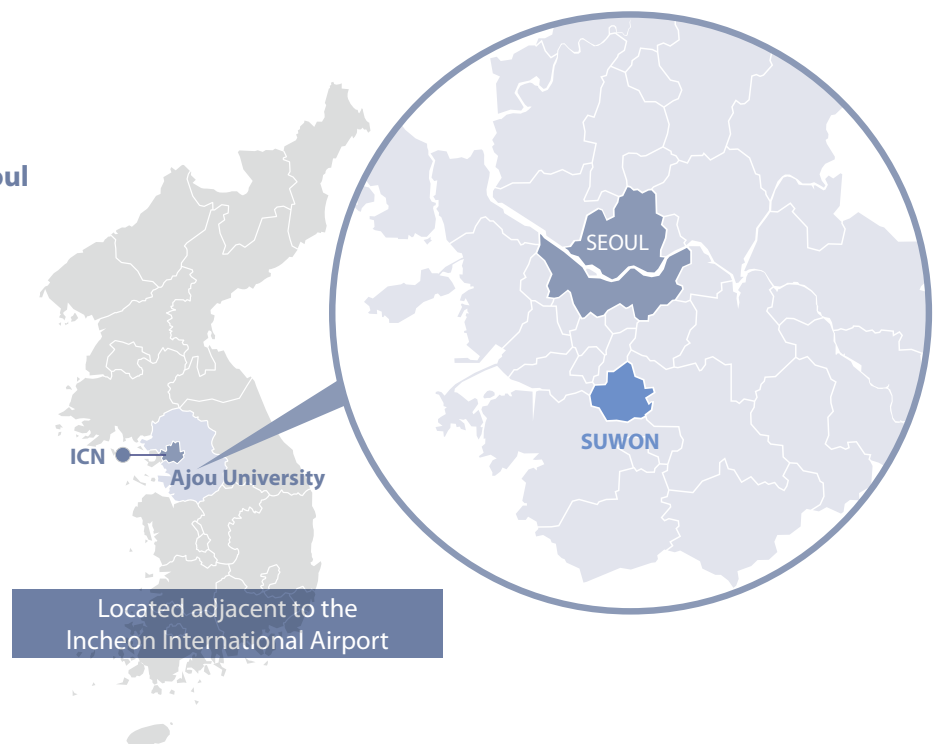 SEOUL
SUWON
ICN
Ajou University
Located adjacent to the
Incheon International Airport